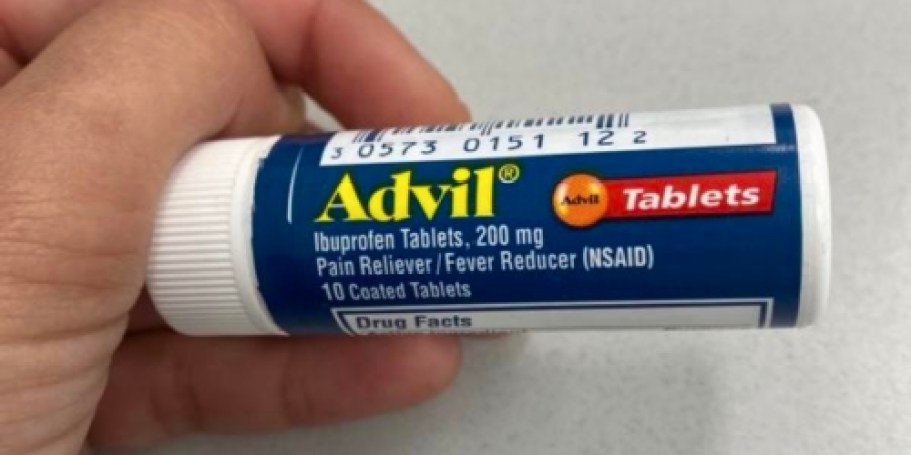 3 0573 0151 12 2
Advil®
Advil Tablets
Ibuprofen Tablets, 200 mg
Pain Reliever/Fever Reducer (NSAID)
10 Coated Tablets
Drug Facts